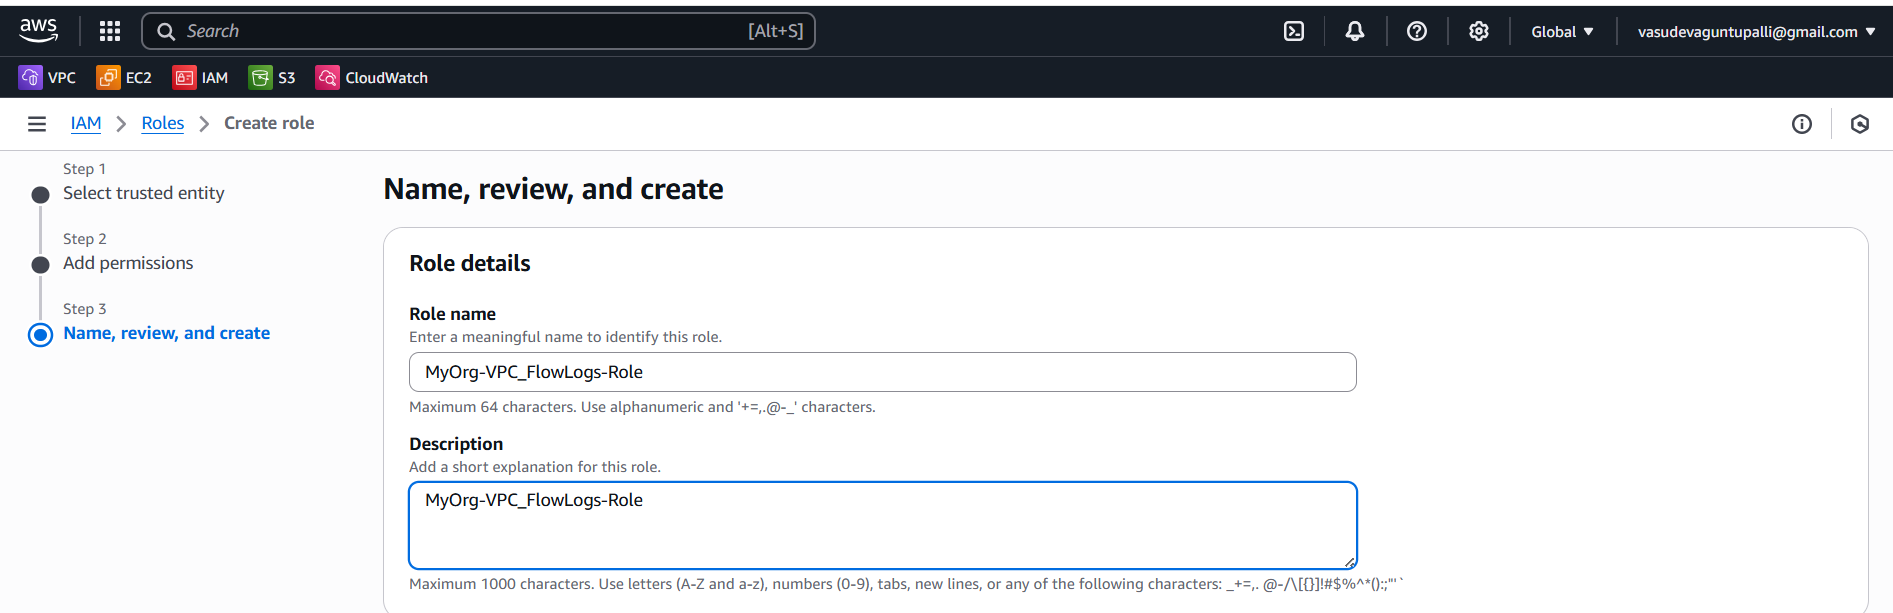 aws
Search [Alt+S] Global vasudevaguntupalli@gmail.com
VPC EC2 IAM S3 CloudWatch
IAM Roles Create role
Step 1
Select trusted entity
Step 2
Add permissions
Step 3
Name, review, and create
Name, review, and create
Role details
Role name
Enter a meaningful name to identify this role.
MyOrg-VPC_FlowLogs-Role
Maximum 64 characters. Use alphanumeric and '+=,.@-_' characters.
Description
Add a short explanation for this role.
MyOrg-VPC_FlowLogs-Role
Maximum 1000 characters. Use letters (A-Z and a-z), numbers (0-9), tabs, new lines, or any of the following characters: _+=,. @-/\[{}]!#$%^*();:"'`